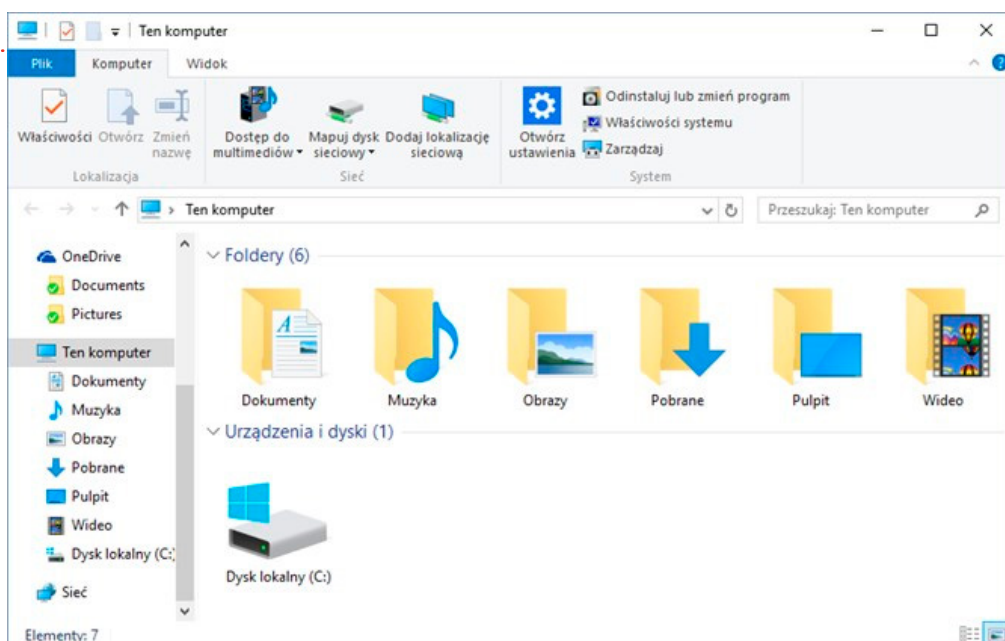 Ten komputer
Plik Komputer Widok
Właściwości Otwórz Zmień nazwę
Dostęp do multimediów Mapuj dysk sieciowy Dodaj lokalizację sieciową
Otwórz ustawienia
Odinstaluj lub zmień program
Właściwości systemu
Zarządzaj
Lokalizacja Sieć System
Ten komputer
Przeszukaj: Ten komputer
OneDrive
Documents
Pictures
Ten komputer
Dokumenty
Muzyka
Obrazy
Pobrane
Pulpit
Wideo
Dysk lokalny (C:)
Sieć
Foldery (6)
Dokumenty Muzyka Obrazy Pobrane Pulpit Wideo
Urządzenia i dyski (1)
Dysk lokalny (C:)
Elementy: 7